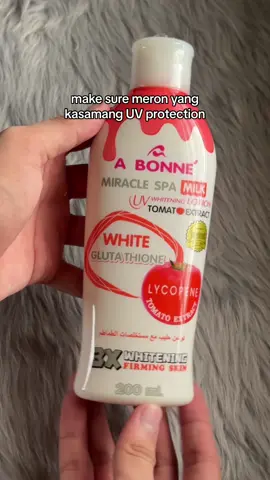 make sure meron yang
kasamang UV protection
A BONNE'
MIRACLE SPA MILK
UV WHITENING LOTION
TOMATO EXTRACT
WHITE
GLUTATHIONE
LYCOPENE
TOMATO EXTRACT
3X WHITENING
FIRMING SKIN
200 ml.